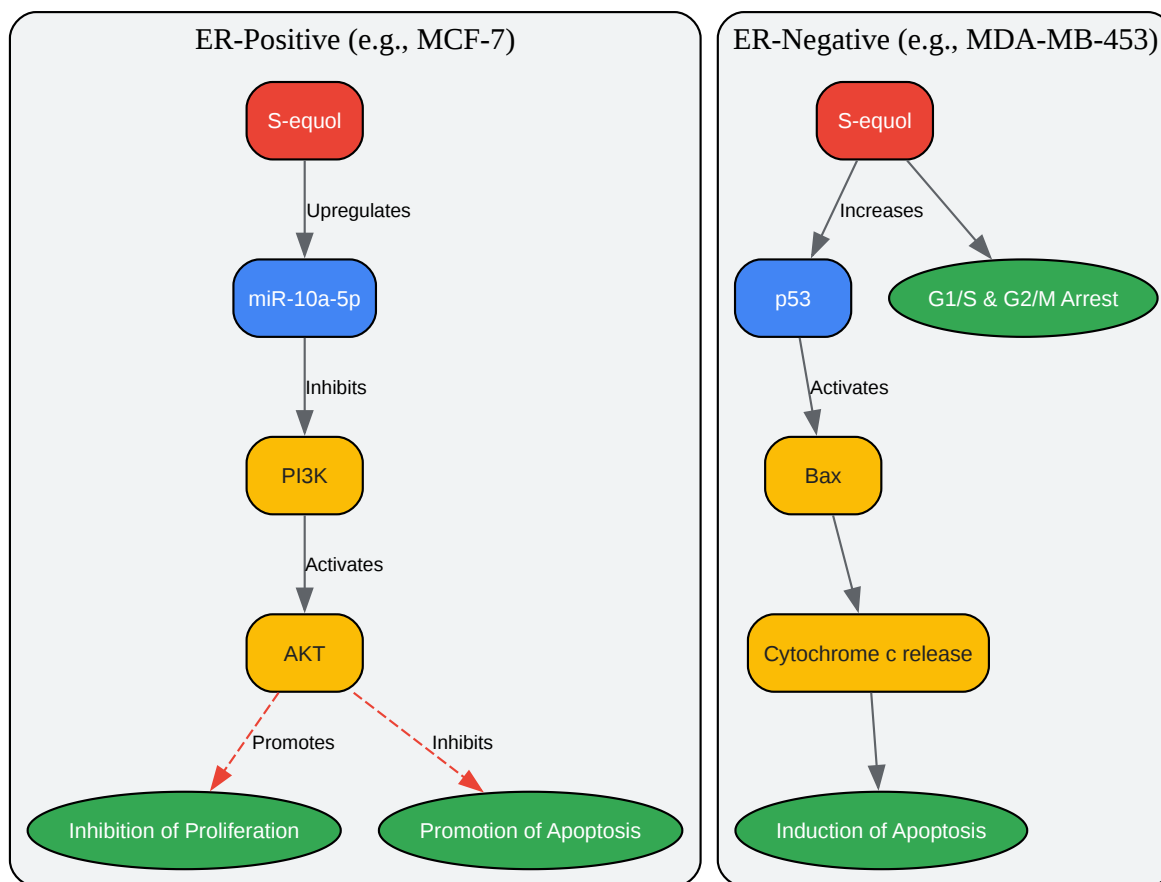 ER-Positive (e.g., MCF-7)
S-equol
Upregulates
miR-10a-5p
Inhibits
PI3K
Activates
AKT
Promotes
Inhibits
Inhibition of Proliferation
Promotion of Apoptosis
ER-Negative (e.g., MDA-MB-453)
S-equol
Increases
p53
G1/S & G2/M Arrest
Activates
Bax
Cytochrome c release
Induction of Apoptosis